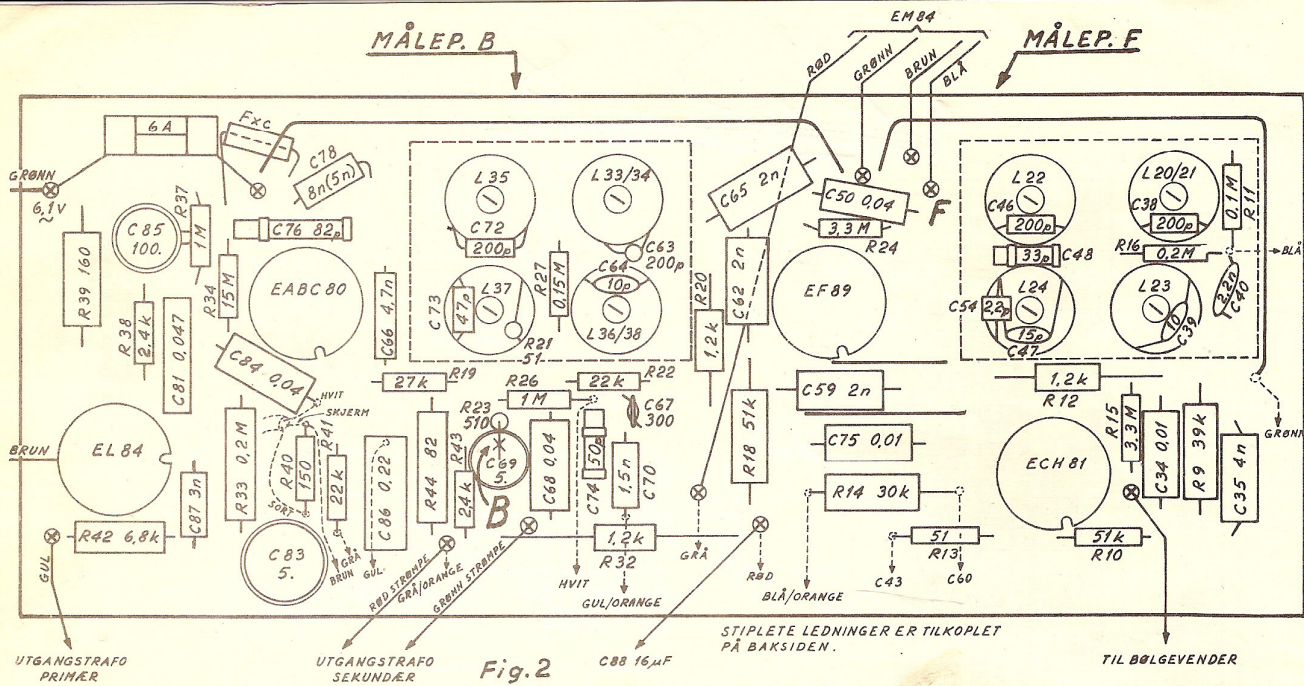 EM84
MÅLEP. B
MÅLEP. F
RØD
GRØNN
BRUN
BLÅ
6A
Fxc
C78
8n(5n)
GRØNN
6,1V
~
R37
1M
C85
100.
C76 82p
L35
C72
200p
L33/34
C63
200p
C65 2n
C50 0,04
3,3M
R24
F
L22
C46
200p
L20/21
C38
200p
0,1M
R11
R16
0,2M
BLÅ
33p
C48
R39 160
R34
15M
EABC80
C66 4,7n
C73
47p
L37
R21
51.
R27
0,15M
C64
10p
L36/38
R20
1,2k
C62 2n
EF89
C54
2,2p
L24
15p
C47
L23
10
C39
2,2n
C40
R38
2,4k
C81 0,047
C84 0,04
HVIT
SKJERM
27k
R19
R26
1M
22k
R22
C67
300
C59 2n
1,2k
R12
R15
3,3M
C34 0,01
R9 39k
C35 4n
GRØNN
BRUN
EL84
R33 0,2M
R40
150
SORT
R41
22k
C86 0,22
R44 82
R43
2,4k
R23
510
C69
5.
B
C68 0,04
C74
50p
1,5n
C70
R18 51k
C75 0,01
R14 30k
ECH81
C87 3n
R42 6,8k
C83
5.
GUL
GRÅ
BRUN
GUL
RØD STRØMPE
GRÅ/ORANGE
GRØNN STRØMPE
1,2k
R32
HVIT
GUL/ORANGE
GRÅ
RØD
BLÅ/ORANGE
51
R13
C43
C60
51k
R10
UTGANGSTRAFO
PRIMÆR
UTGANGSTRAFO
SEKUNDÆR
Fig.2
C88 16µF
STIPLETE LEDNINGER ER TILKOPLET
PÅ BAKSIDEN.
TIL BØLGEVENDER